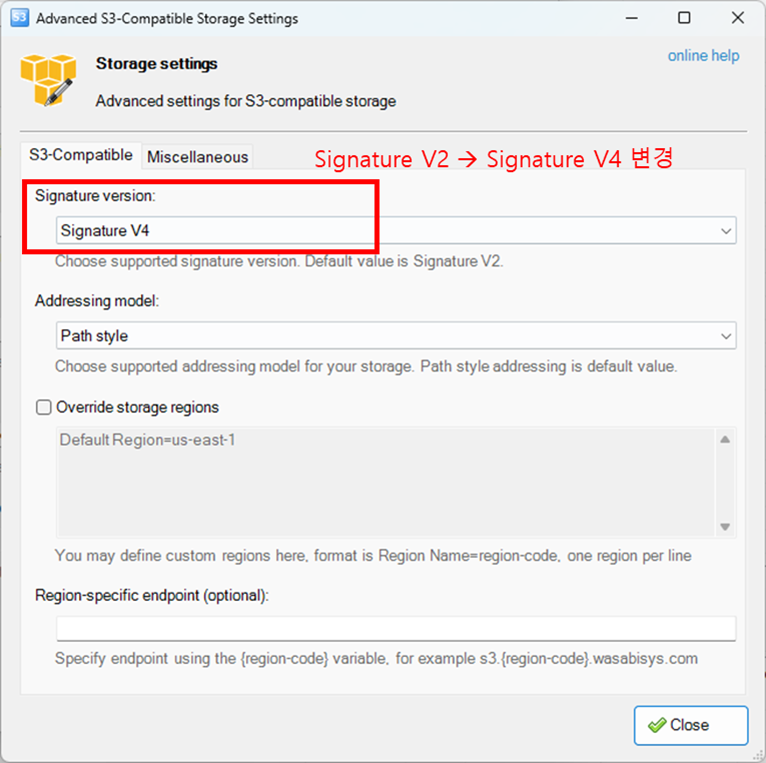 S3 Advanced S3-Compatible Storage Settings
Storage settings
online help
Advanced settings for S3-compatible storage
S3-Compatible Miscellaneous
Signature V2 → Signature V4 변경
Signature version:
Signature V4
Choose supported signature version. Default value is Signature V2.
Addressing model:
Path style
Choose supported addressing model for your storage. Path style addressing is default value.
Override storage regions
Default Region=us-east-1
You may define custom regions here, format is Region Name=region-code, one region per line
Region-specific endpoint (optional):
Specify endpoint using the {region-code} variable, for example s3.{region-code}.wasabisys.com
Close